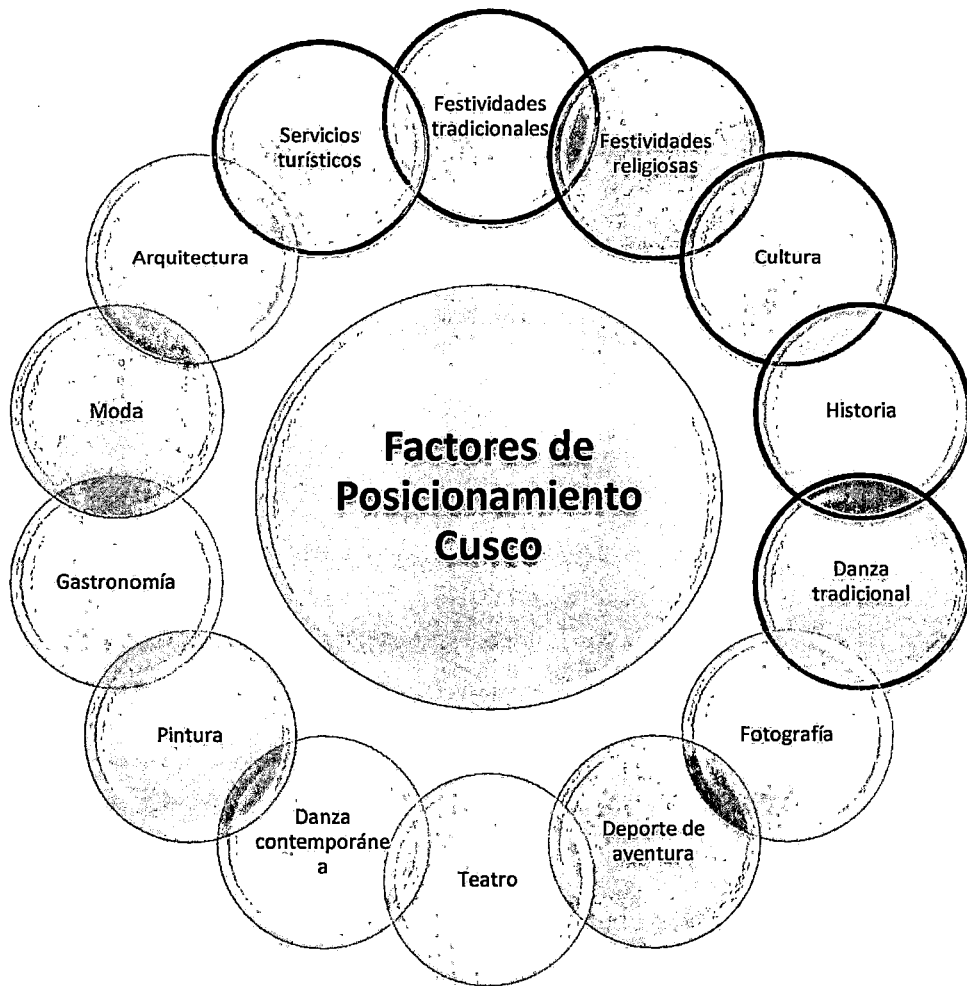 Festividades
tradicionales
Festividades
religiosas
Cultura
Historia
Danza
tradicional
Fotografía
Deporte de
aventura
Teatro
Danza
contemporáne
a
Pintura
Gastronomía
Moda
Arquitectura
Servicios
turísticos
Factores de
Posicionamiento
Cusco